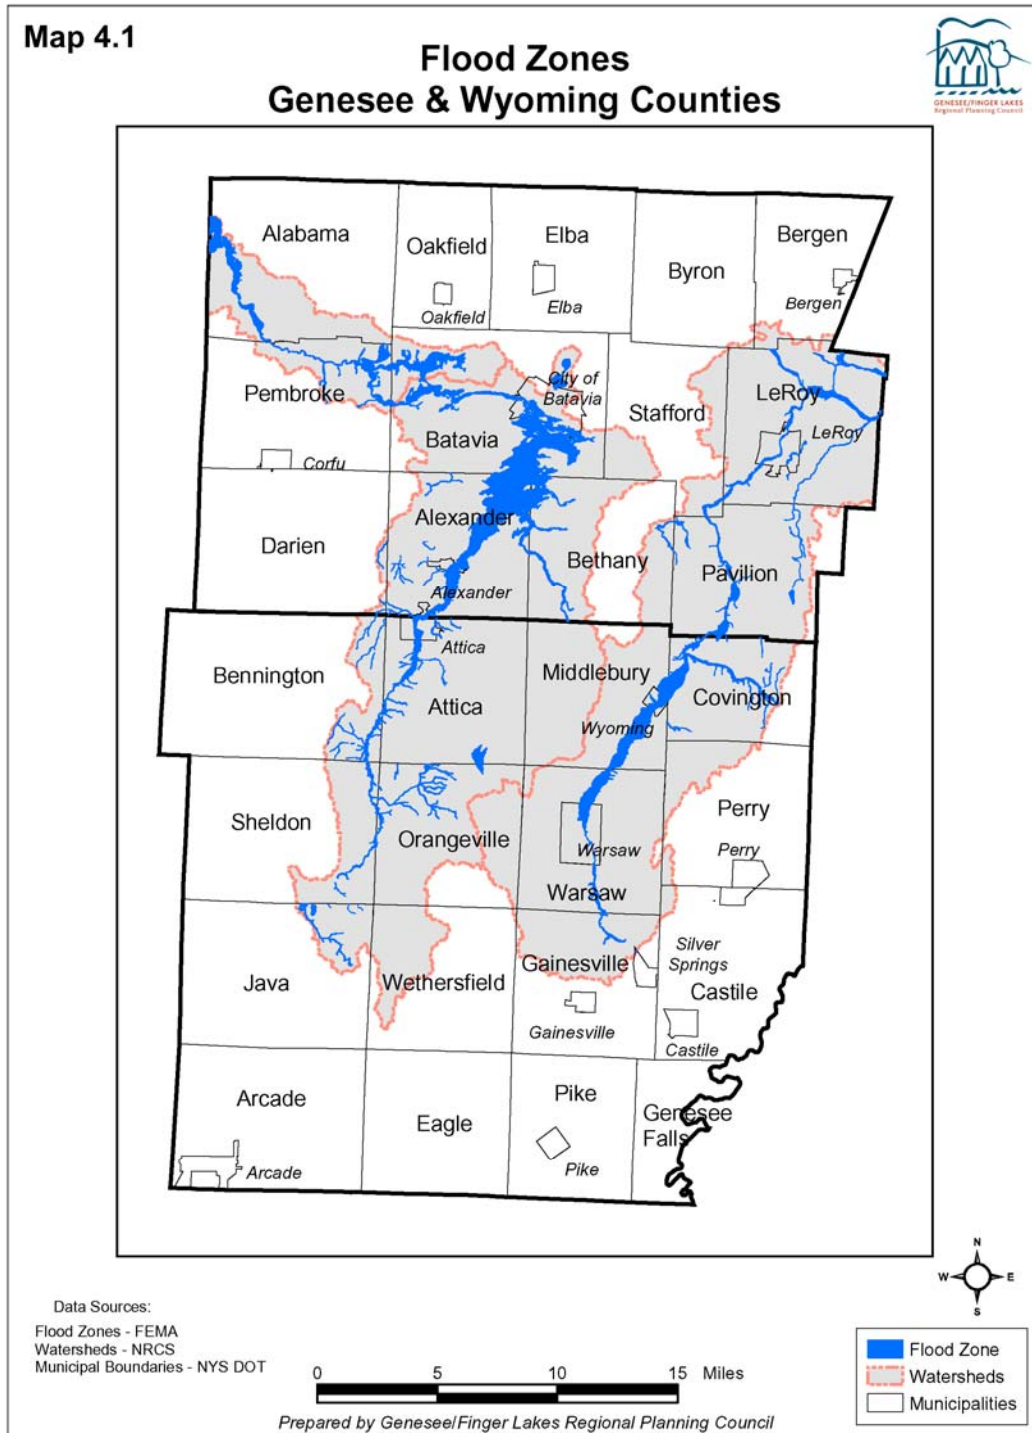 Map 4.1
Flood Zones
Genesee & Wyoming Counties
GENESEE/FINGER LAKES
Regional Planning Council
Alabama
Oakfield
Elba
Byron
Bergen
Oakfield
Elba
Bergen
Pembroke
City of
Batavia
Stafford
LeRoy
LeRoy
Batavia
Corfu
Darien
Alexander
Bethany
Pavilion
Alexander
Attica
Bennington
Middlebury
Covington
Attica
Wyoming
Sheldon
Orangeville
Perry
Warsaw
Perry
Warsaw
Java
Wethersfield
Gainesville
Silver
Springs
Castile
Gainesville
Castile
Arcade
Eagle
Pike
Genesee
Falls
Arcade
Pike
N
W
E
S
Data Sources:
Flood Zones - FEMA
Watersheds - NRCS
Municipal Boundaries - NYS DOT
0 5 10 15 Miles
Prepared by Genesee/Finger Lakes Regional Planning Council
Flood Zone
Watersheds
Municipalities